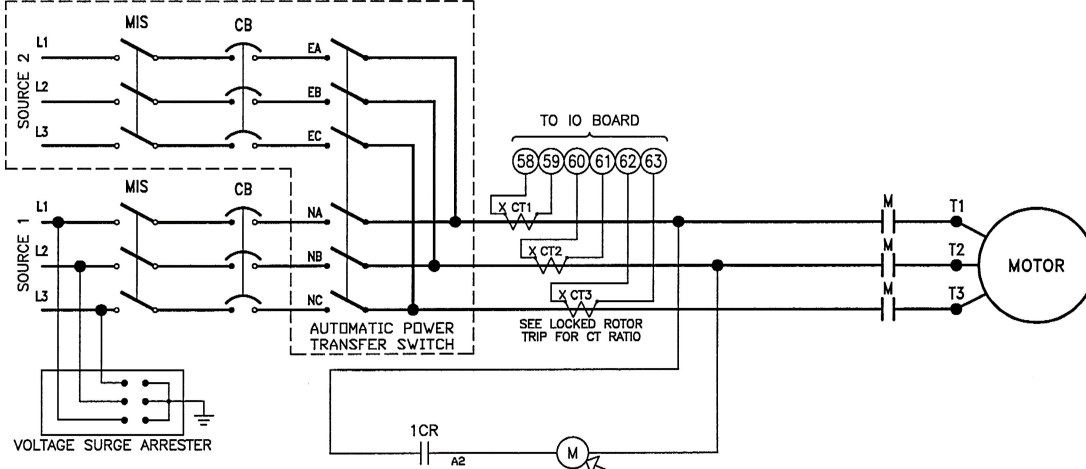 MIS
CB
SOURCE 2
L1
L2
L3
EA
EB
EC
TO IO BOARD
58 59 60 61 62 63
MIS
CB
SOURCE 1
L1
L2
L3
NA
NB
NC
X CT1
X CT2
X CT3
M
M
M
T1
T2
T3
MOTOR
AUTOMATIC POWER
TRANSFER SWITCH
SEE LOCKED ROTOR
TRIP FOR CT RATIO
VOLTAGE SURGE ARRESTER
1CR
A2
M